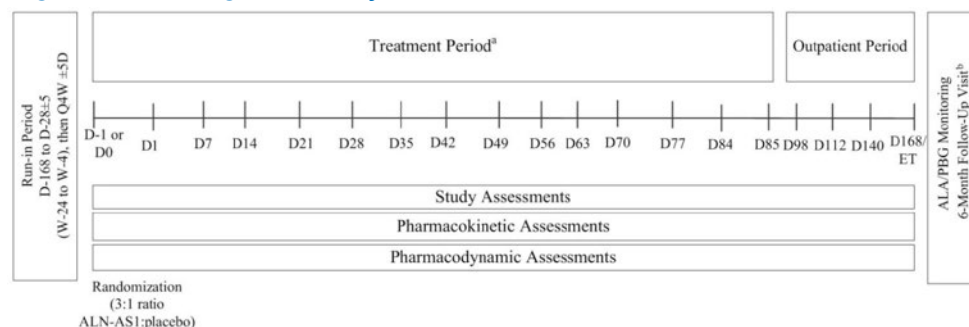 Run-in Period
D-168 to D-28±5
(W-24 to W-4), then Q4W ±5D
Treatment Periodᵃ
Outpatient Period
D-1 or
D0
D1
D7
D14
D21
D28
D35
D42
D49
D56
D63
D70
D77
D84
D85
D98
D112
D140
D168/
ET
Study Assessments
Pharmacokinetic Assessments
Pharmacodynamic Assessments
Randomization
(3:1 ratio
ALN-AS1:placebo)
ALA/PBG Monitoring
6-Month Follow-Up Visitᵇ